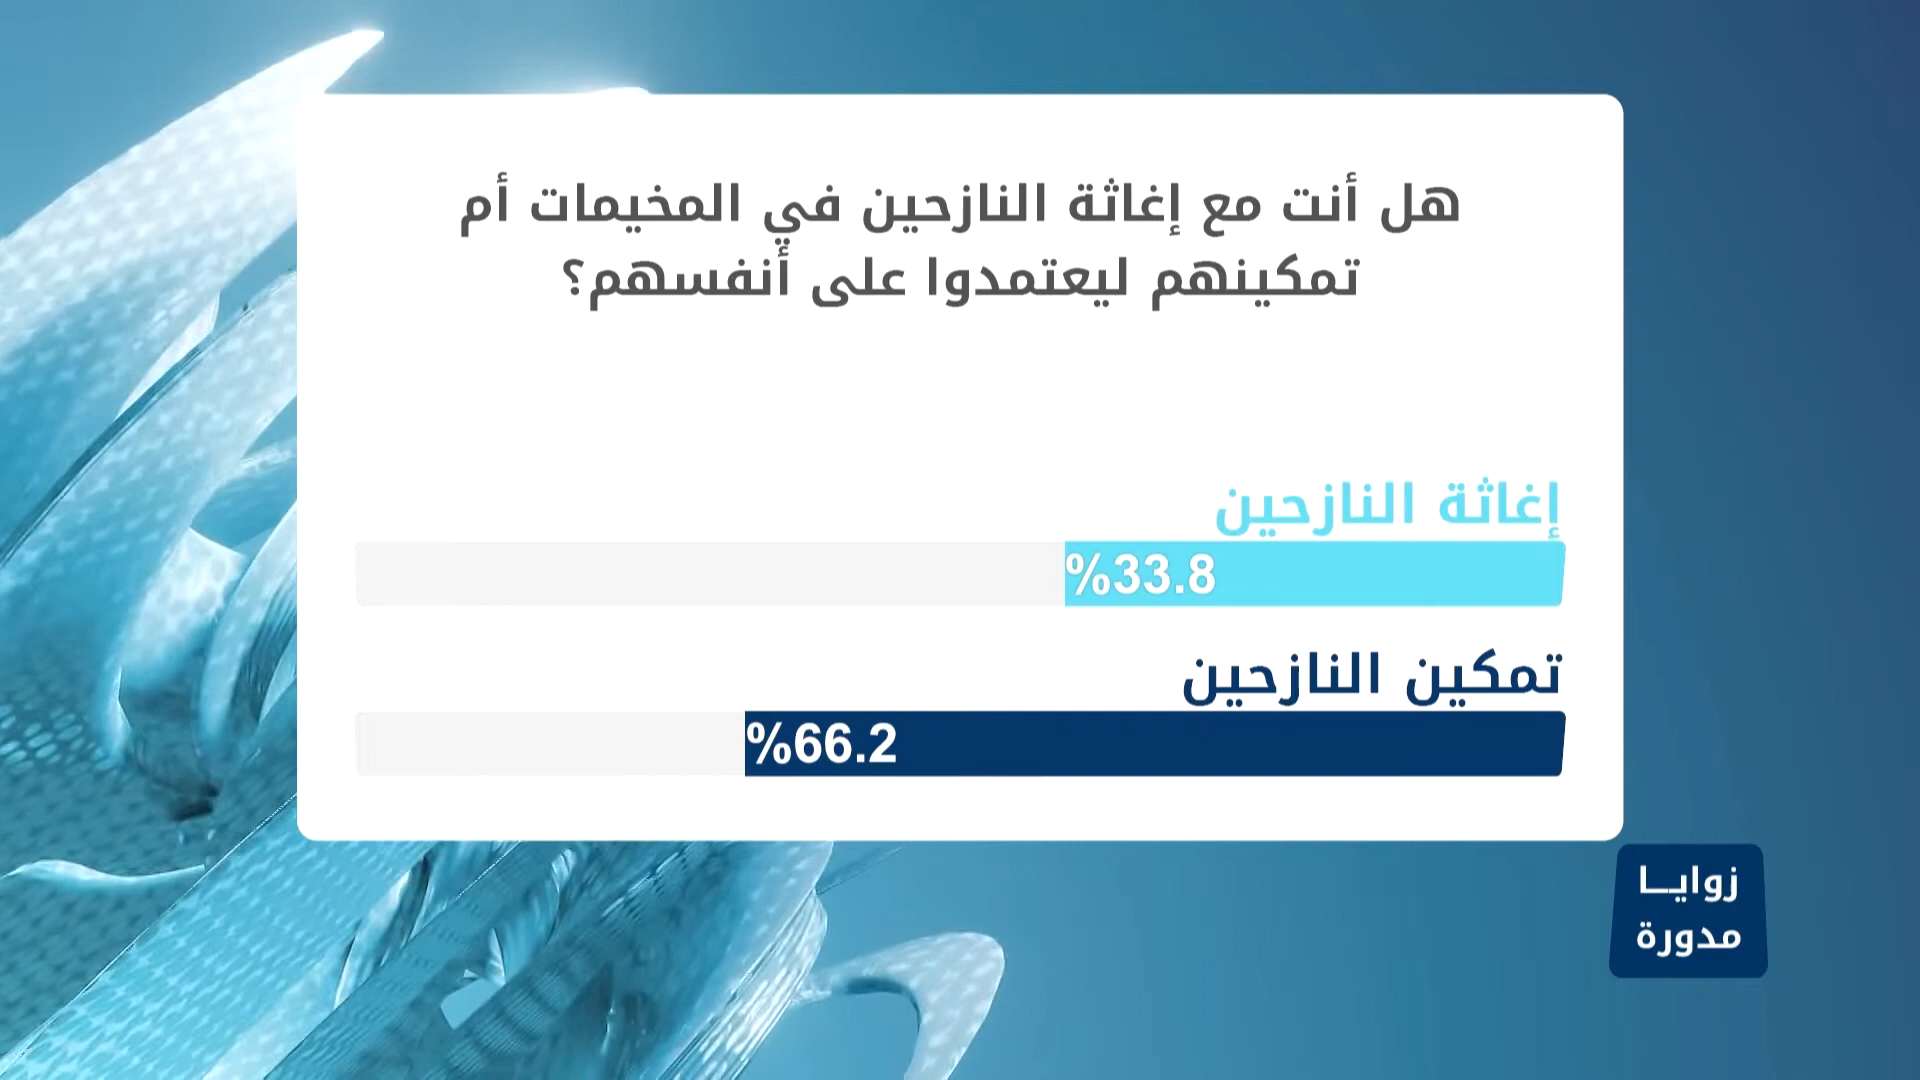 هل أنت مع إغاثة النازحين في المخيمات أم
تمكينهم ليعتمدوا على أنفسهم؟
إغاثة النازحين
%33.8
تمكين النازحين
%66.2
زوايـا
مدورة